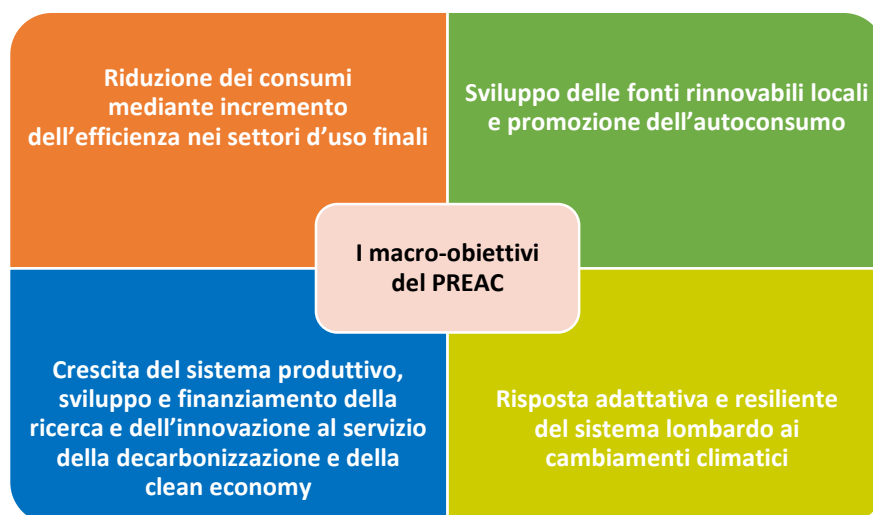 Riduzione dei consumi
mediante incremento
dell’efficienza nei settori d’uso finali
Sviluppo delle fonti rinnovabili locali
e promozione dell’autoconsumo
I macro-obiettivi
del PREAC
Crescita del sistema produttivo,
sviluppo e finanziamento della
ricerca e dell’innovazione al servizio
della decarbonizzazione e della
clean economy
Risposta adattativa e resiliente
del sistema lombardo ai
cambiamenti climatici